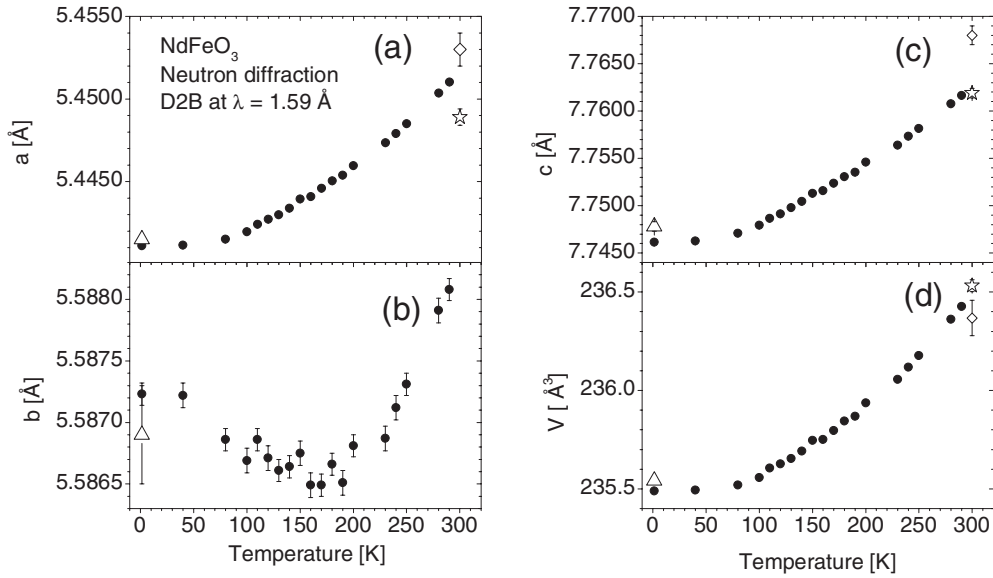 (a)
NdFeO₃
Neutron diffraction
D2B at λ = 1.59 Å
a [Å]
5.4550
5.4500
5.4450
(b)
b [Å]
5.5880
5.5875
5.5870
5.5865
0 50 100 150 200 250 300
Temperature [K]
(c)
c [Å]
7.7700
7.7650
7.7600
7.7550
7.7500
7.7450
(d)
V [ Å³]
236.5
236.0
235.5
0 50 100 150 200 250 300
Temperature [K]